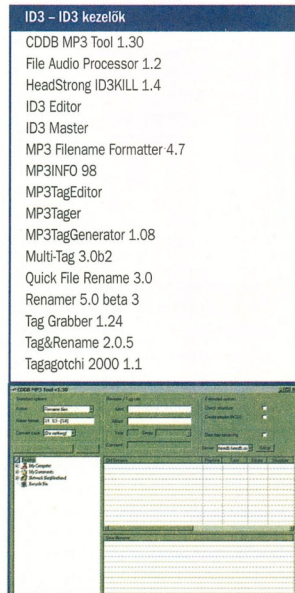 ID3 – ID3 kezelők
CDDB MP3 Tool 1.30
File Audio Processor 1.2
HeadStrong ID3KILL 1.4
ID3 Editor
ID3 Master
MP3 Filename Formatter 4.7
MP3INFO 98
MP3TagEditor
MP3Tager
MP3TagGenerator 1.08
Multi-Tag 3.0b2
Quick File Rename 3.0
Renamer 5.0 beta 3
Tag Grabber 1.24
Tag&Rename 2.0.5
Tagagotchi 2000 1.1
CDDB MP3 Tool v1.30
My Computer
My Documents
Network Neighborhood
Recycle Bin